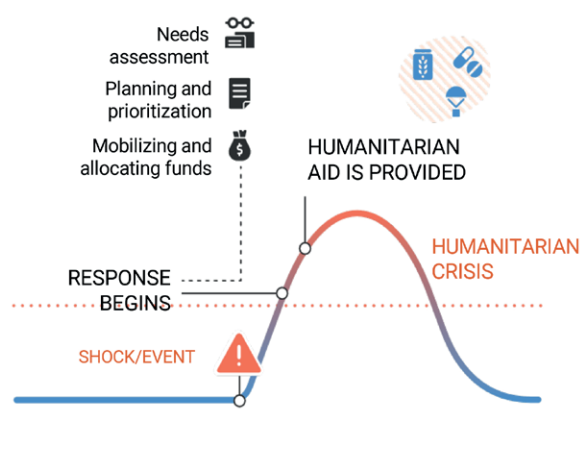 Needs
assessment
Planning and
prioritization
Mobilizing and
allocating funds
$
HUMANITARIAN
AID IS PROVIDED
HUMANITARIAN
CRISIS
RESPONSE
BEGINS
SHOCK/EVENT
!